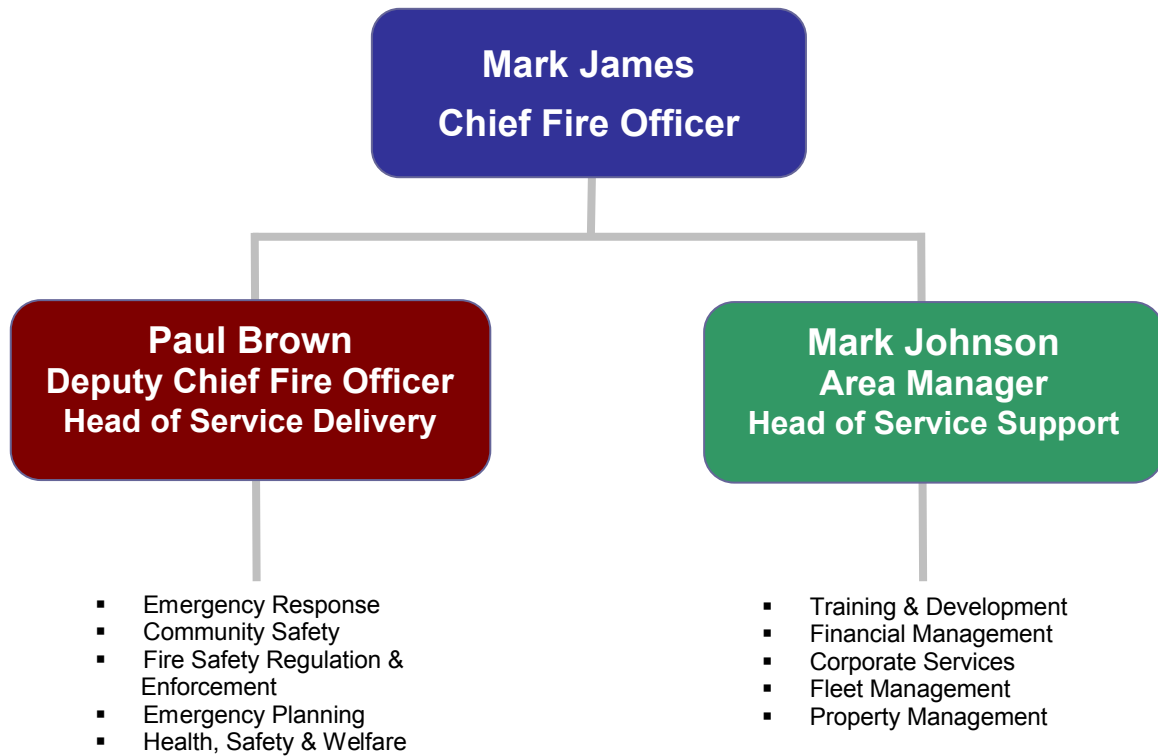 Mark James
Chief Fire Officer
Paul Brown
Deputy Chief Fire Officer
Head of Service Delivery
Mark Johnson
Area Manager
Head of Service Support
▪ Emergency Response
▪ Community Safety
▪ Fire Safety Regulation &
Enforcement
▪ Emergency Planning
▪ Health, Safety & Welfare
▪ Training & Development
▪ Financial Management
▪ Corporate Services
▪ Fleet Management
▪ Property Management